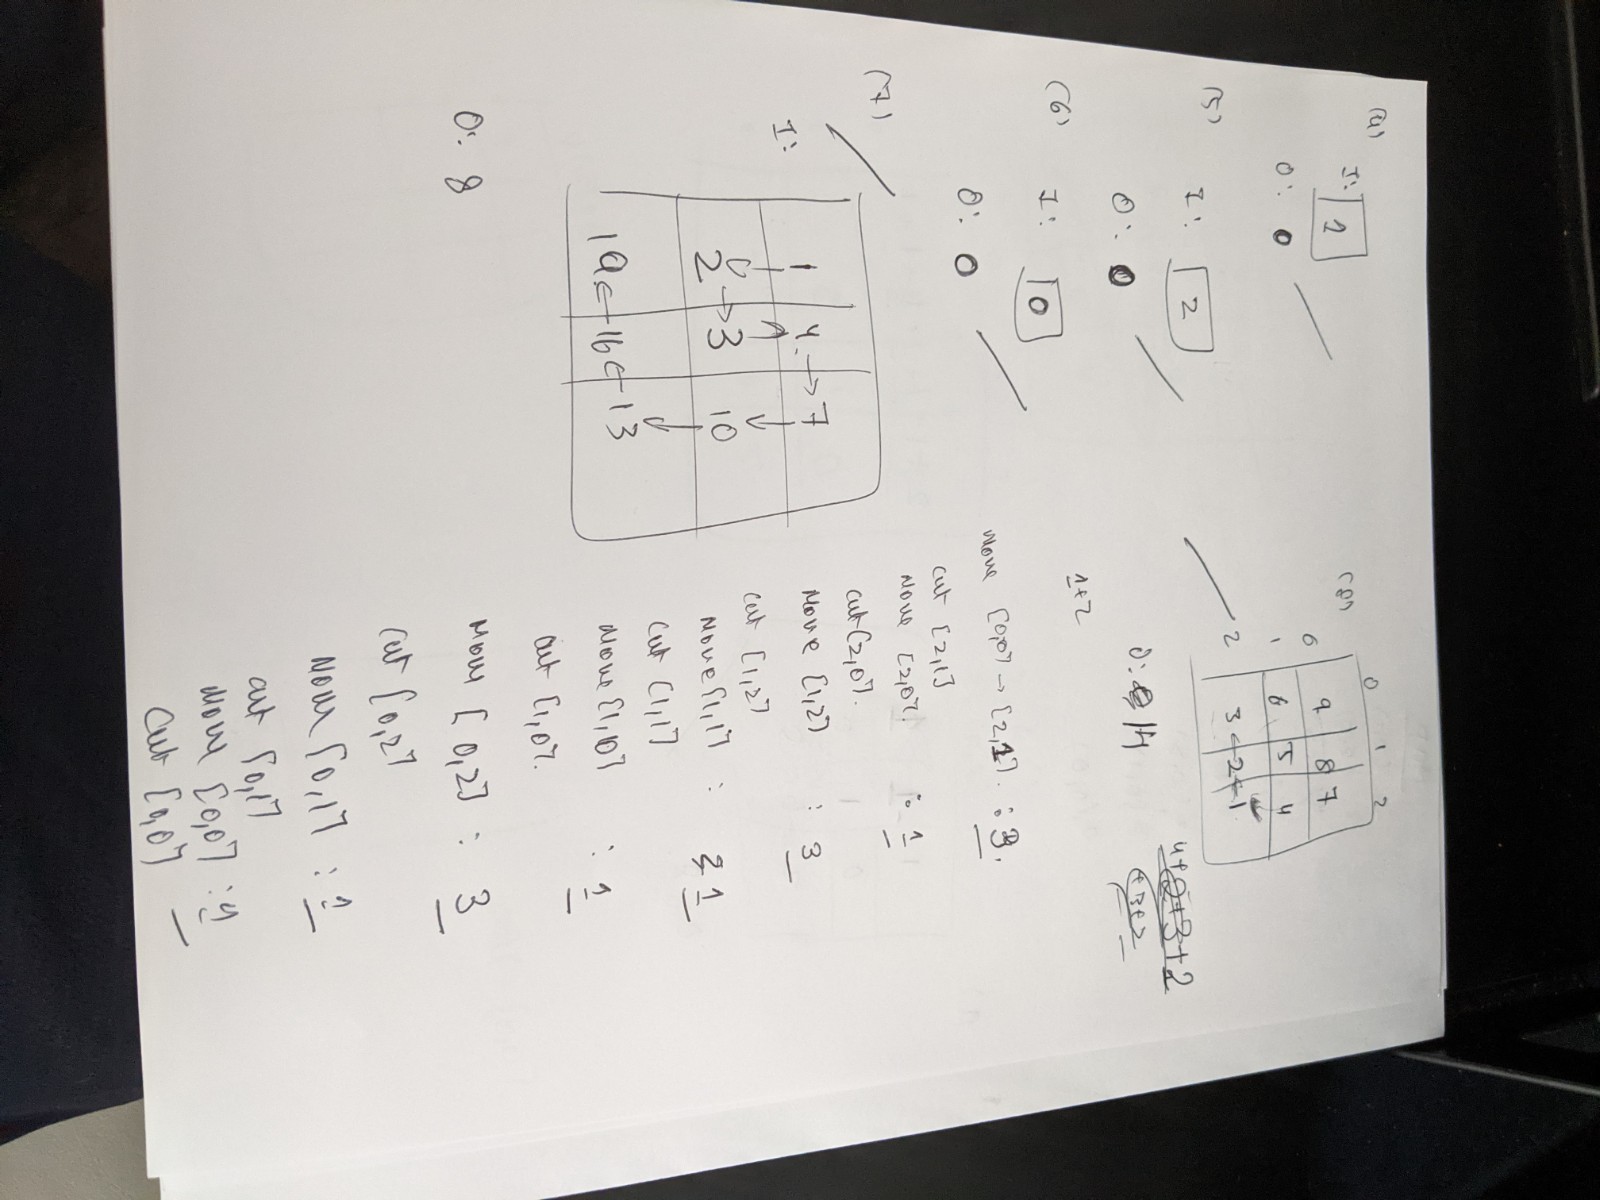 (4) I: 1
O: 0
(5) I: 2
O: 0
(6) I: 0
O: 0
(7)
I:
1 4 → 7
2 → 3 10
19 ← 16 ← 13
O: 8
(8)
0 1 2
0 9 8 7
1 6 5 4
2 3 ← 2 ← 1
O: 14
1+2
Move [0,0] → [2,2] :
cut [2,1]
Move [2,0] : 1
cut [2,0].
Move [1,2] : 3
cut [1,2]
Move [1,1] : 1
cut [1,1]
Move [1,0] : 1
cut [1,0].
Move [0,2] : 3
cut [0,2]
Move [0,1] : 1
cut [0,1]
Move [0,0] : 1
Cut [0,0]